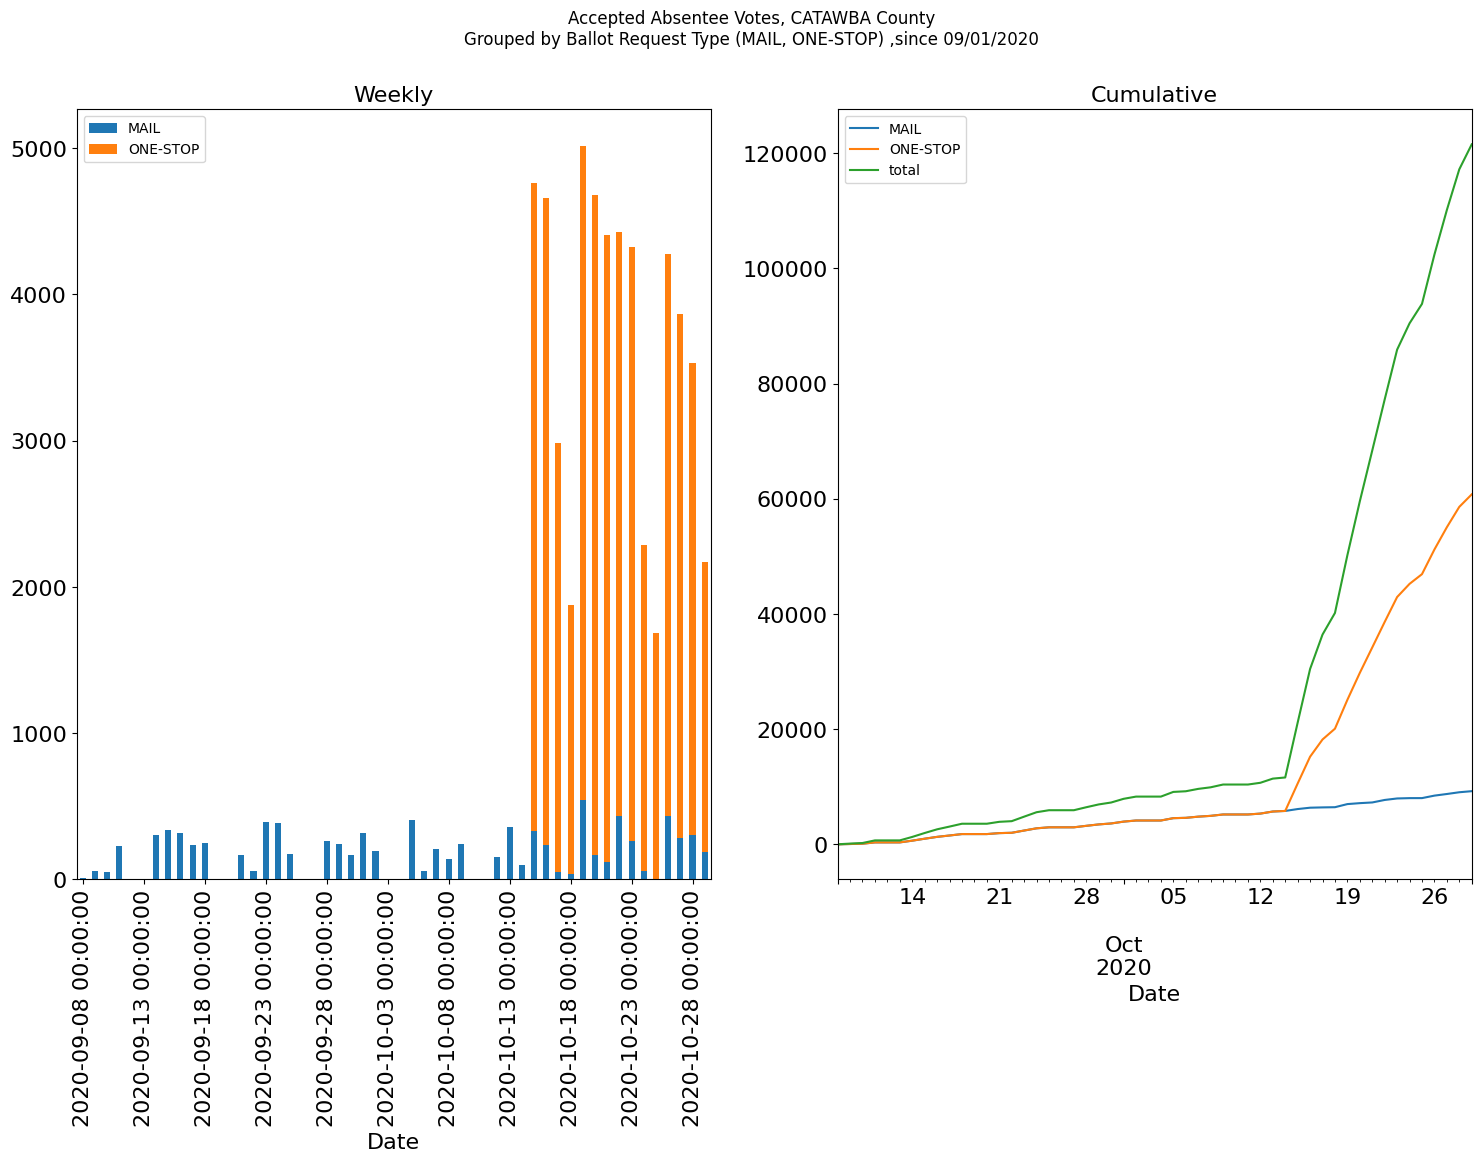 Accepted Absentee Votes, CATAWBA County
Grouped by Ballot Request Type (MAIL, ONE-STOP) ,since 09/01/2020
Weekly
MAIL
ONE-STOP
5000
4000
3000
2000
1000
0
2020-09-08 00:00:00
2020-09-13 00:00:00
2020-09-18 00:00:00
2020-09-23 00:00:00
2020-09-28 00:00:00
2020-10-03 00:00:00
2020-10-08 00:00:00
2020-10-13 00:00:00
2020-10-18 00:00:00
2020-10-23 00:00:00
2020-10-28 00:00:00
Date
Cumulative
MAIL
ONE-STOP
total
120000
100000
80000
60000
40000
20000
0
14 21 28 05 12 19 26
Oct
2020
Date